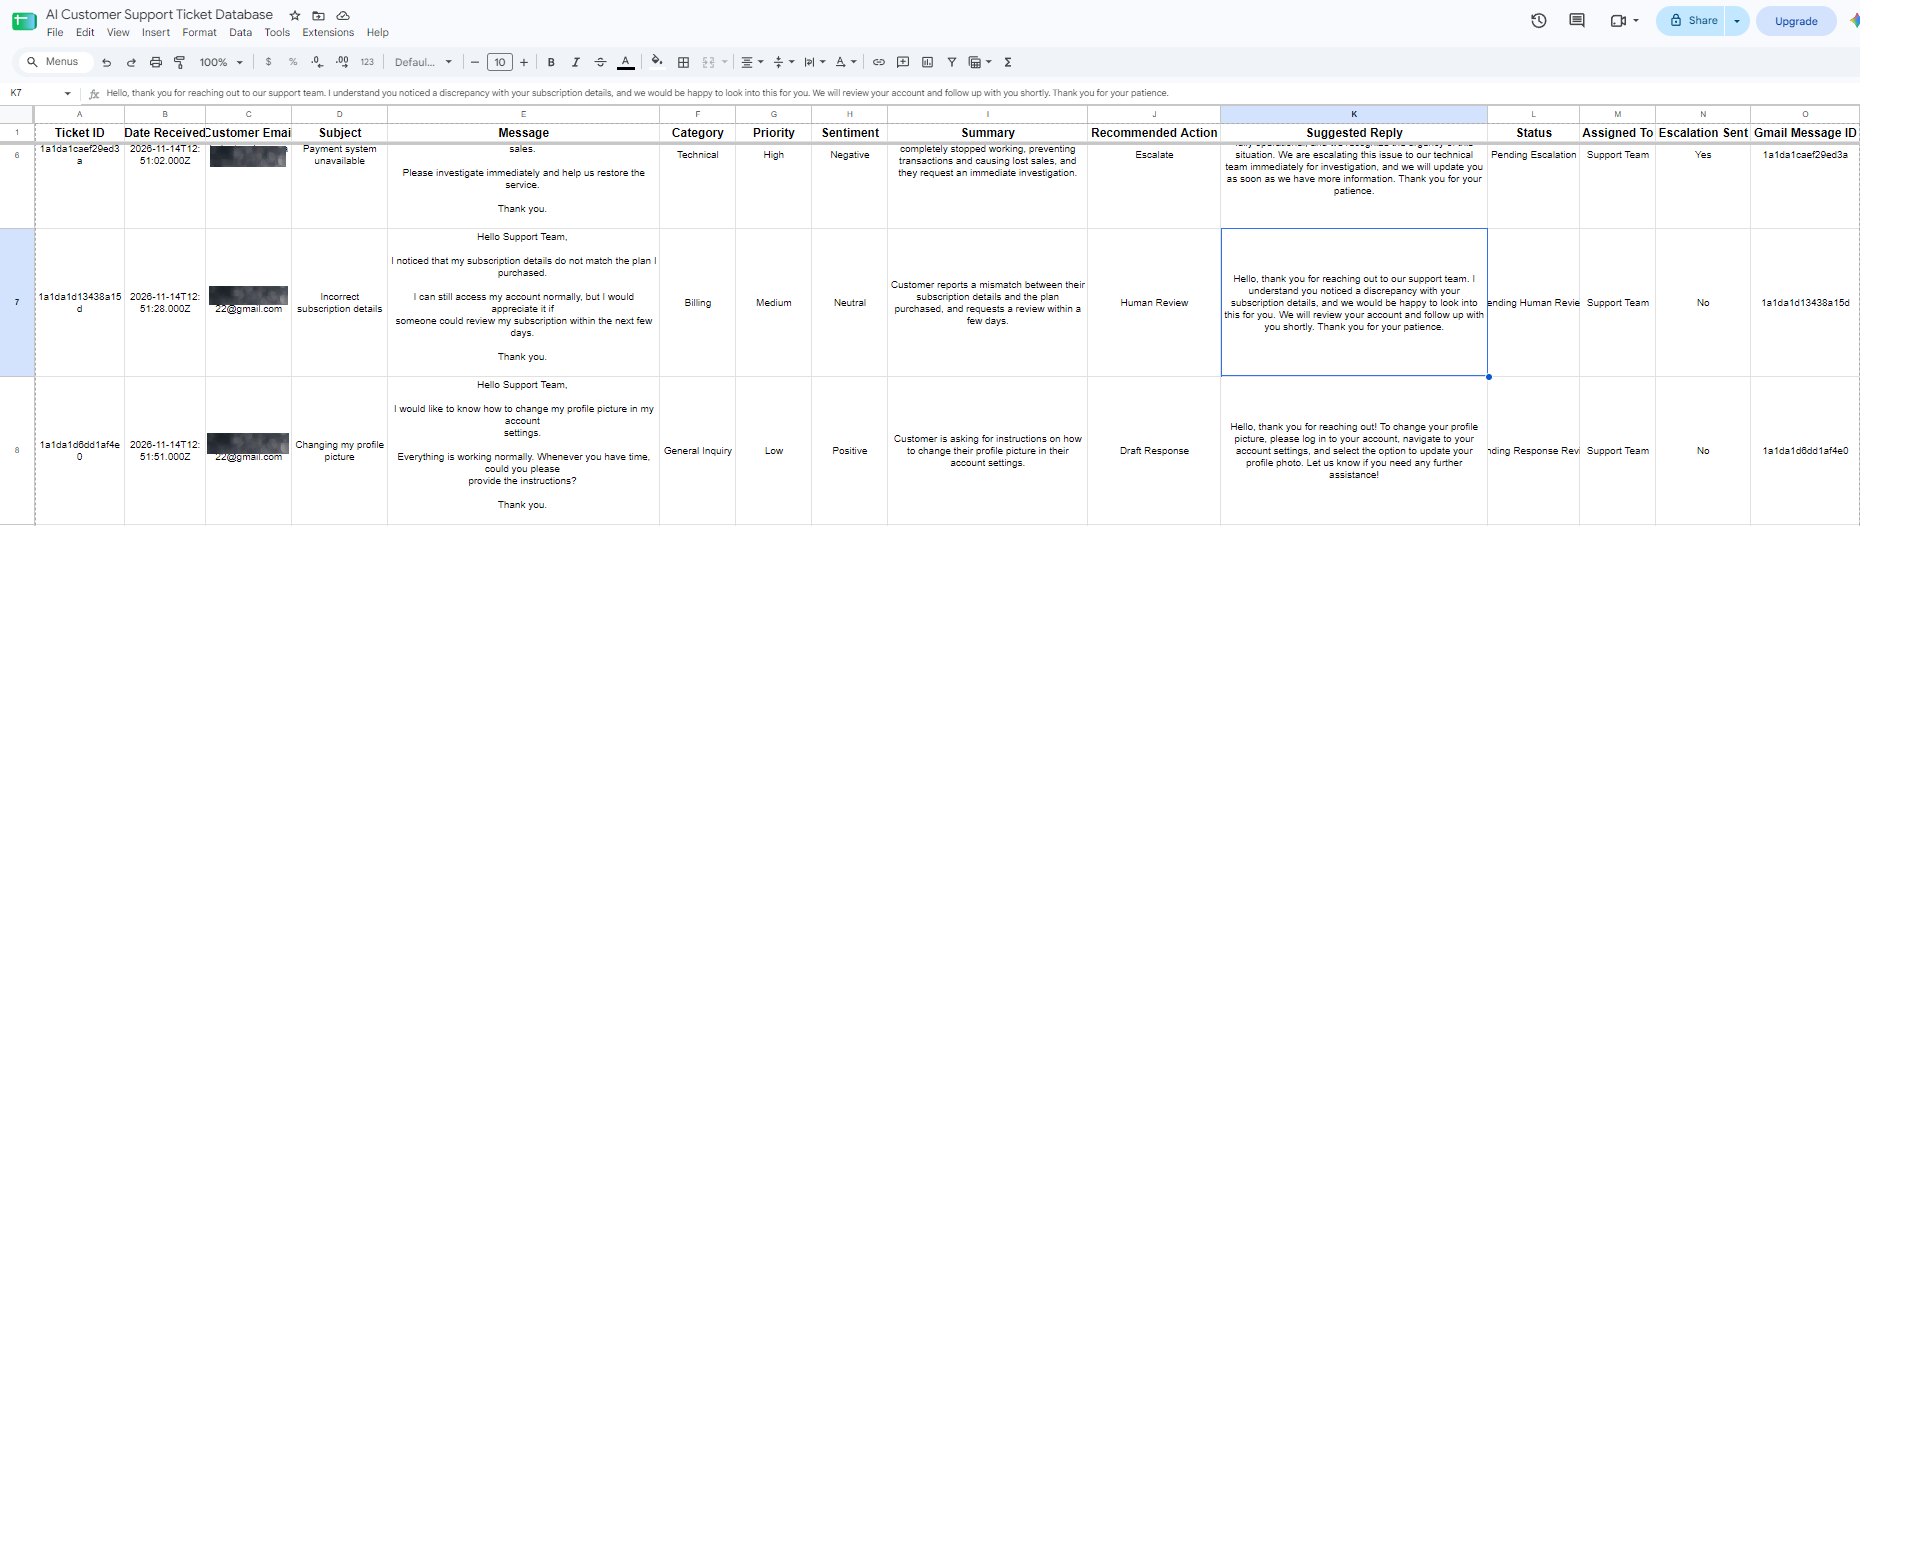 AI Customer Support Ticket Database
File Edit View Insert Format Data Tools Extensions Help
Share
Upgrade
Menus
100%
$ % .0 .00 123
Defaul...
10
B I A
K7
Hello, thank you for reaching out to our support team. I understand you noticed a discrepancy with your subscription details, and we would be happy to look into this for you. We will review your account and follow up with you shortly. Thank you for your patience.
A B C D E F G H I J K L M N O
1
Ticket ID
Date Received
Customer Emai
Subject
Message
Category
Priority
Sentiment
Summary
Recommended Action
Suggested Reply
Status
Assigned To
Escalation Sent
Gmail Message ID
6
1a1da1caef29ed3
a
2026-11-14T12:
51:02.000Z
Payment system
unavailable
sales.
Please investigate immediately and help us restore the
service.
Thank you.
Technical
High
Negative
completely stopped working, preventing
transactions and causing lost sales, and
they request an immediate investigation.
Escalate
situation. We are escalating this issue to our technical
team immediately for investigation, and we will update you
as soon as we have more information. Thank you for your
patience.
Pending Escalation
Support Team
Yes
1a1da1caef29ed3a
7
1a1da1d13438a15
d
2026-11-14T12:
51:28.000Z
22@gmail.com
Incorrect
subscription details
Hello Support Team,
I noticed that my subscription details do not match the plan I
purchased.
I can still access my account normally, but I would
appreciate it if
someone could review my subscription within the next few
days.
Thank you.
Billing
Medium
Neutral
Customer reports a mismatch between their
subscription details and the plan
purchased, and requests a review within a
few days.
Human Review
Hello, thank you for reaching out to our support team. I
understand you noticed a discrepancy with your
subscription details, and we would be happy to look into
this for you. We will review your account and follow up with
you shortly. Thank you for your patience.
ending Human Revie
Support Team
No
1a1da1d13438a15d
8
1a1da1d6dd1af4e
0
2026-11-14T12:
51:51.000Z
22@gmail.com
Changing my profile
picture
Hello Support Team,
I would like to know how to change my profile picture in my
account
settings.
Everything is working normally. Whenever you have time,
could you please
provide the instructions?
Thank you.
General Inquiry
Low
Positive
Customer is asking for instructions on how
to change their profile picture in their
account settings.
Draft Response
Hello, thank you for reaching out! To change your profile
picture, please log in to your account, navigate to your
account settings, and select the option to update your
profile photo. Let us know if you need any further
assistance!
nding Response Revi
Support Team
No
1a1da1d6dd1af4e0